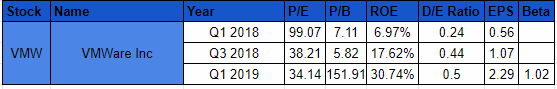 Stock Name Year P/E P/B ROE D/E Ratio EPS Beta
Q1 2018 99.07 7.11 6.97% 0.24 0.56
VMW VMWare Inc Q3 2018 38.21 5.82 17.62% 0.44 1.07
Q1 2019 34.14 151.91 30.74% 0.5 2.29 1.02